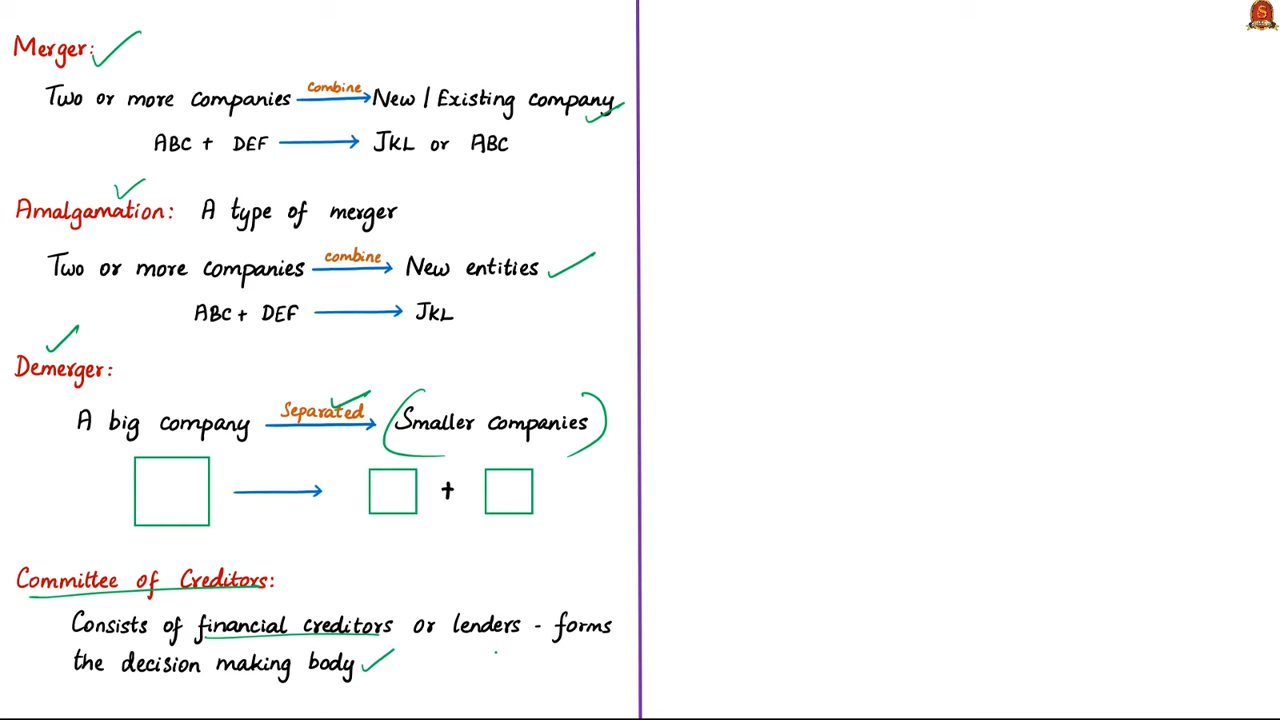 Merger:
Two or more companies combine New / Existing company
ABC + DEF JKL or ABC
Amalgamation: A type of merger
Two or more companies combine New entities
ABC + DEF JKL
Demerger:
A big company Separated Smaller companies
+
Committee of Creditors:
Consists of financial creditors or lenders - forms
the decision making body